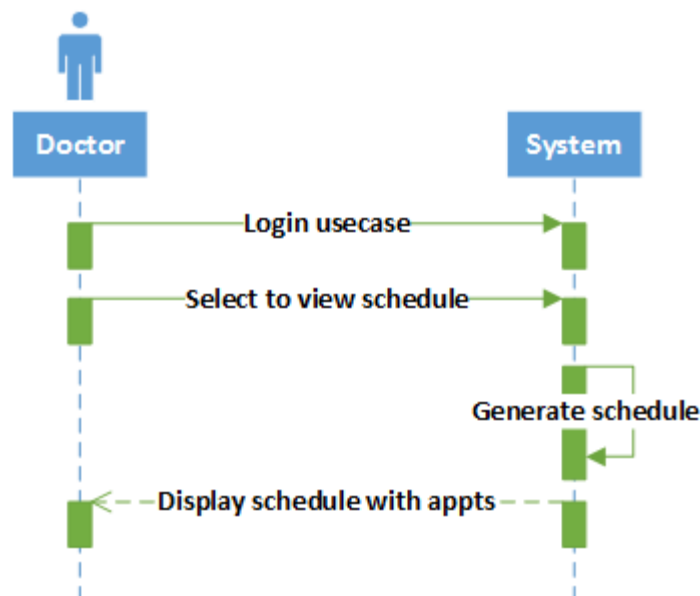 Doctor
System
Login usecase
Select to view schedule
Generate schedule
Display schedule with appts